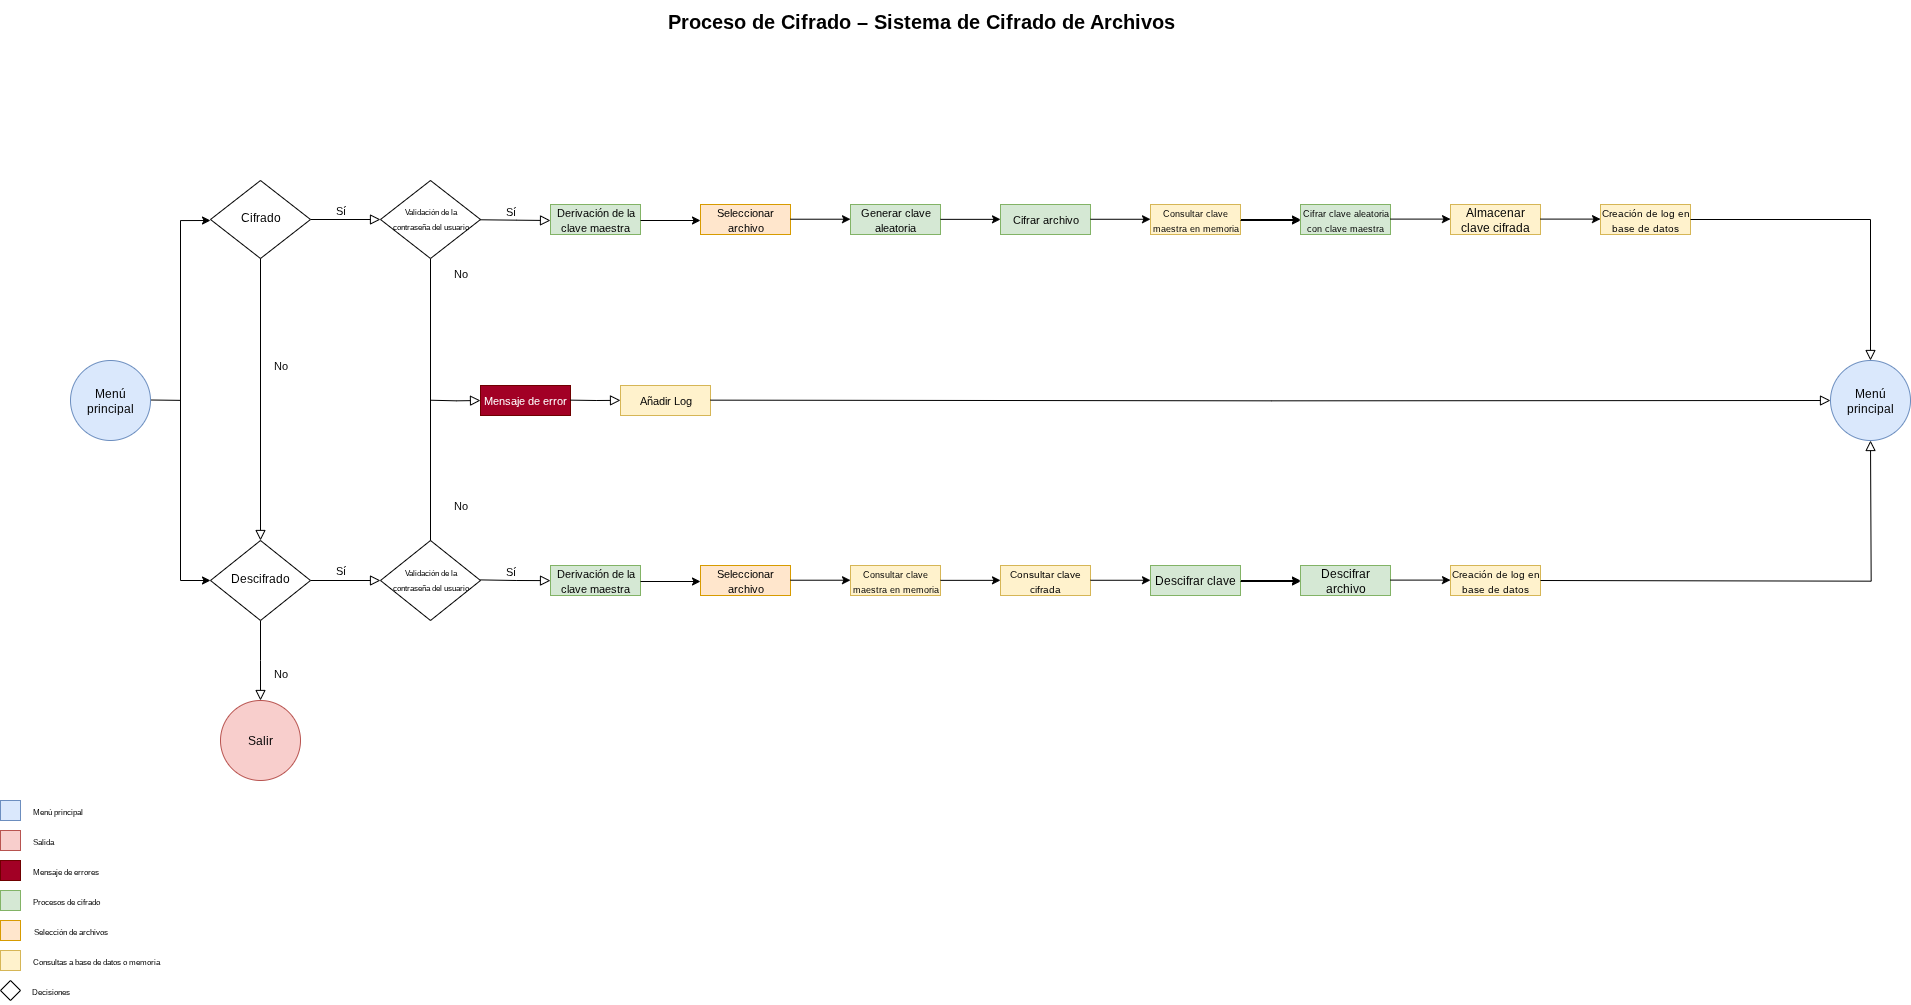 Proceso de Cifrado – Sistema de Cifrado de Archivos
Cifrado
Sí
Validación de la
contraseña del usuario
Sí
Derivación de la
clave maestra
Seleccionar
archivo
Generar clave
aleatoria
Cifrar archivo
Consultar clave
maestra en memoria
Cifrar clave aleatoria
con clave maestra
Almacenar
clave cifrada
Creación de log en
base de datos
No
No
Menú
principal
Mensaje de error
Añadir Log
Menú
principal
No
Descifrado
Sí
Validación de la
contraseña del usuario
Sí
Derivación de la
clave maestra
Seleccionar
archivo
Consultar clave
maestra en memoria
Consultar clave
cifrada
Descifrar clave
Descifrar
archivo
Creación de log en
base de datos
No
Salir
Menú principal
Salida
Mensaje de errores
Procesos de cifrado
Selección de archivos
Consultas a base de datos o memoria
Decisiones